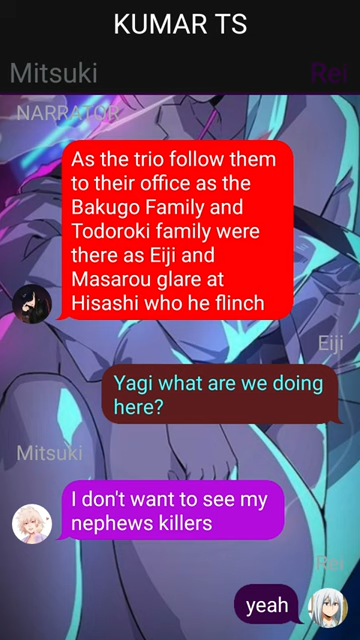 KUMAR TS
Mitsuki
Rei
NARRATOR
As the trio follow them
to their office as the
Bakugo Family and
Todoroki family were
there as Eiji and
Masarou glare at
Hisashi who he flinch
Eiji
Yagi what are we doing
here?
Mitsuki
I don't want to see my
nephews killers
Rei
yeah